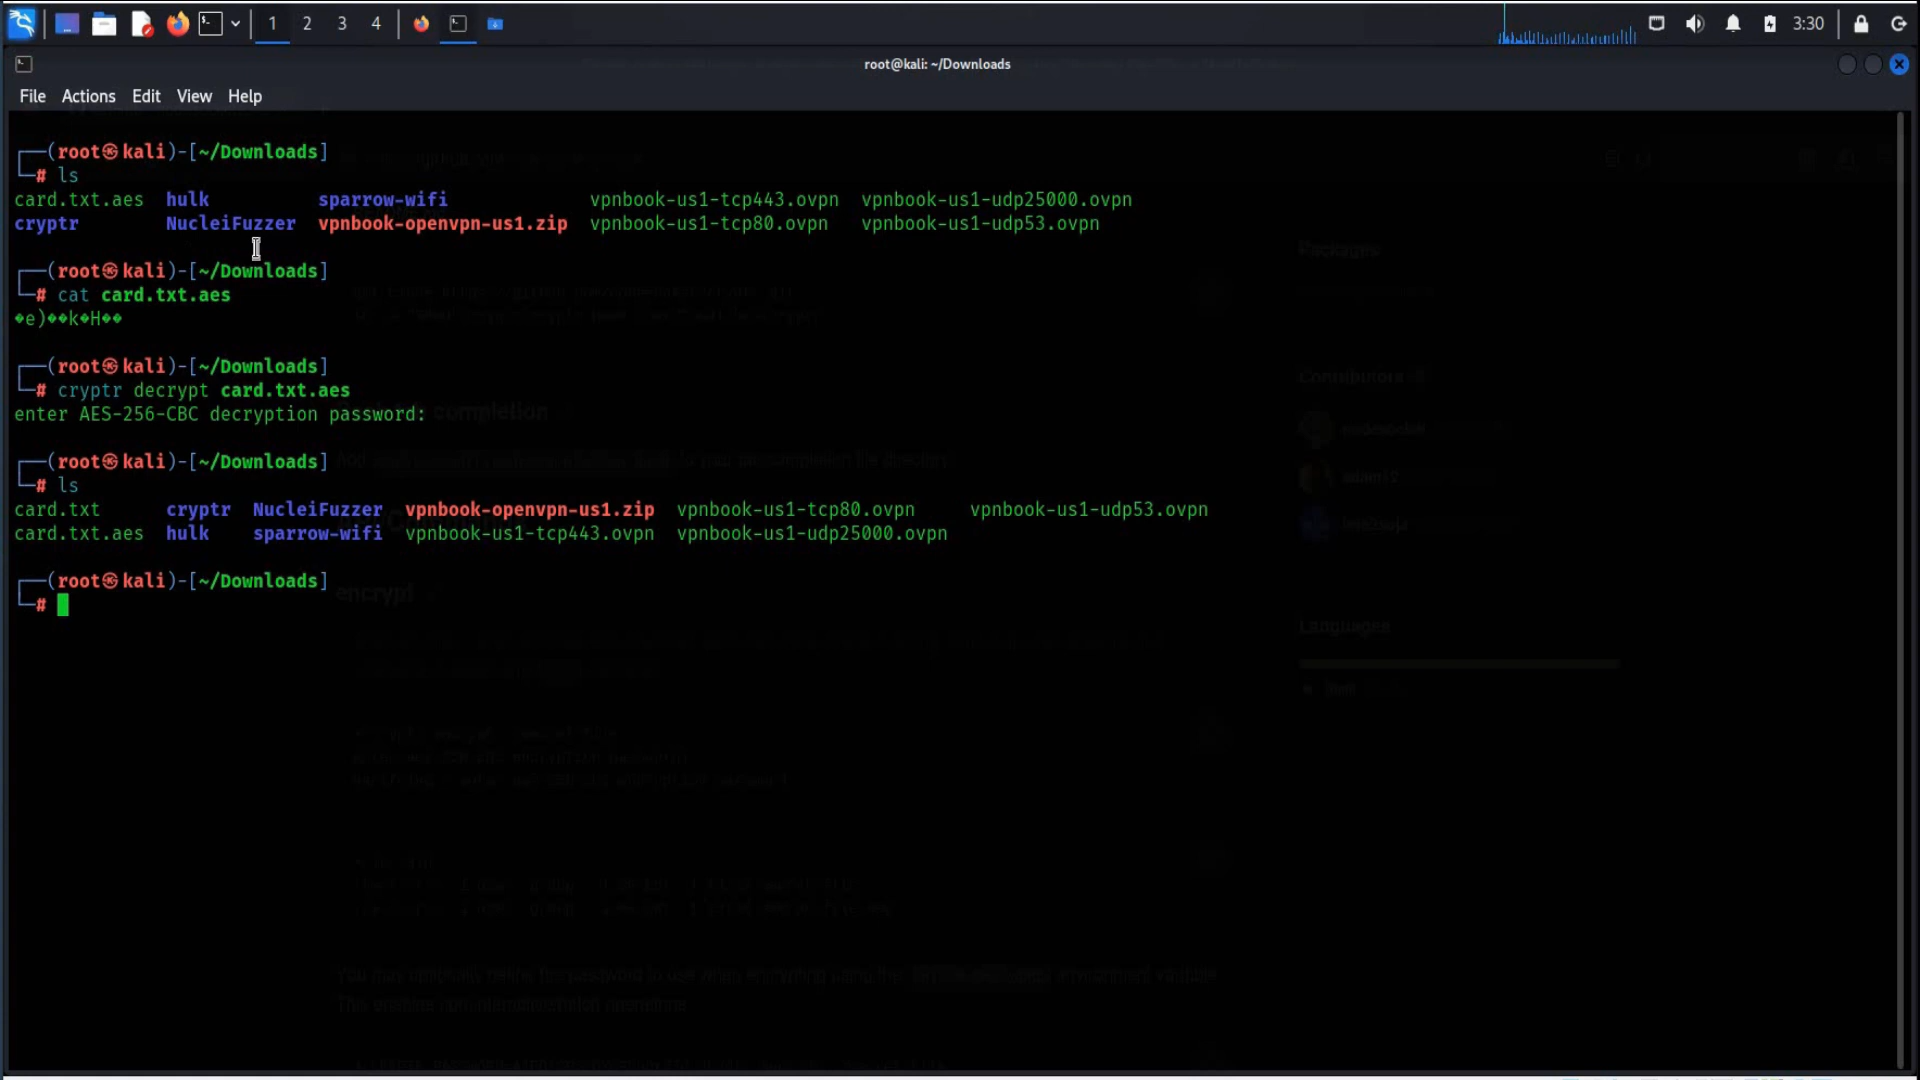 1 2 3 4 3:30
root@kali: ~/Downloads
File Actions Edit View Help
┌──(root㉿kali)-[~/Downloads]
└─# ls
card.txt.aes hulk sparrow-wifi vpnbook-us1-tcp443.ovpn vpnbook-us1-udp25000.ovpn
cryptr NucleiFuzzer vpnbook-openvpn-us1.zip vpnbook-us1-tcp80.ovpn vpnbook-us1-udp53.ovpn
┌──(root㉿kali)-[~/Downloads]
└─# cat card.txt.aes
�e)��k�H��
┌──(root㉿kali)-[~/Downloads]
└─# cryptr decrypt card.txt.aes
enter AES-256-CBC decryption password:
┌──(root㉿kali)-[~/Downloads]
└─# ls
card.txt cryptr NucleiFuzzer vpnbook-openvpn-us1.zip vpnbook-us1-tcp80.ovpn vpnbook-us1-udp53.ovpn
card.txt.aes hulk sparrow-wifi vpnbook-us1-tcp443.ovpn vpnbook-us1-udp25000.ovpn
┌──(root㉿kali)-[~/Downloads]
└─#
Packages
Contributors
completion
encrypt
Languages